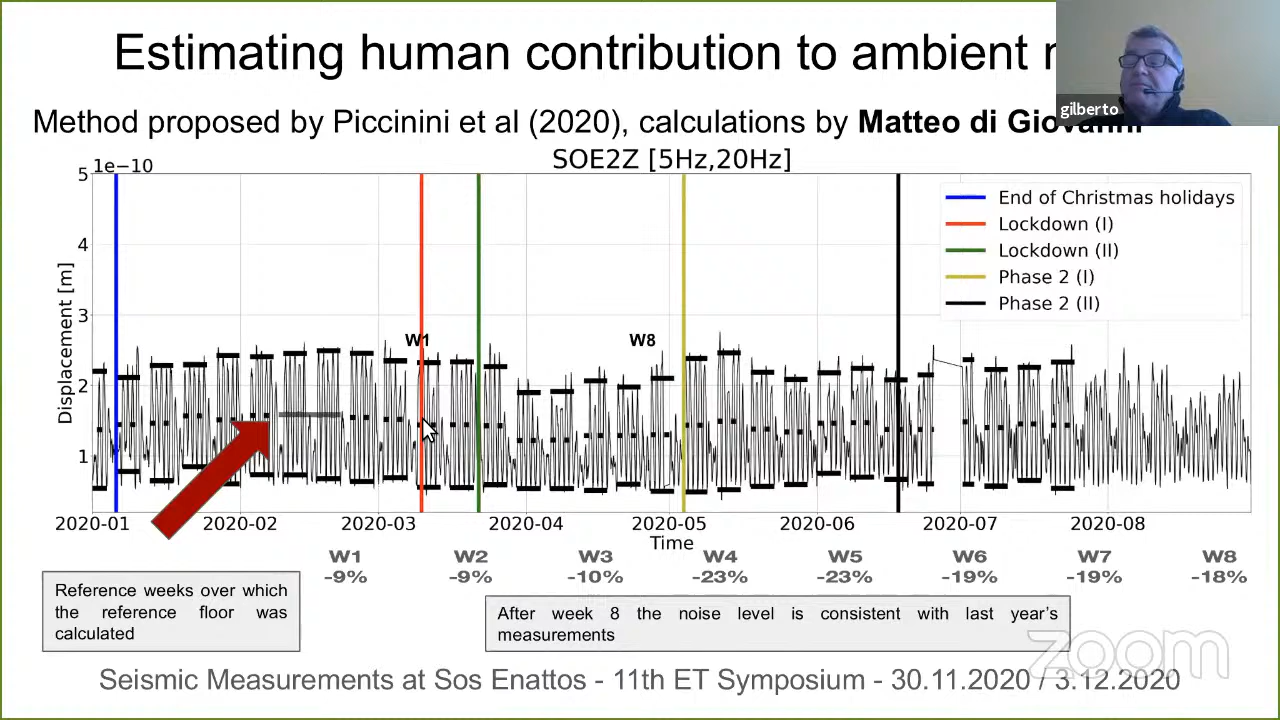 Estimating human contribution to ambient
gilberto
Method proposed by Piccinini et al (2020), calculations by Matteo di Giovanni
SOE2Z [5Hz,20Hz]
1e−10
5
4
3
2
1
Displacement [m]
End of Christmas holidays
Lockdown (I)
Lockdown (II)
Phase 2 (I)
Phase 2 (II)
W1
W8
2020-01 2020-02 2020-03 2020-04 2020-05 2020-06 2020-07 2020-08
Time
W1 W2 W3 W4 W5 W6 W7 W8
-9% -9% -10% -23% -23% -19% -19% -18%
Reference weeks over which
the reference floor was
calculated
After week 8 the noise level is consistent with last year's
measurements
zoom
Seismic Measurements at Sos Enattos - 11th ET Symposium - 30.11.2020 / 3.12.2020